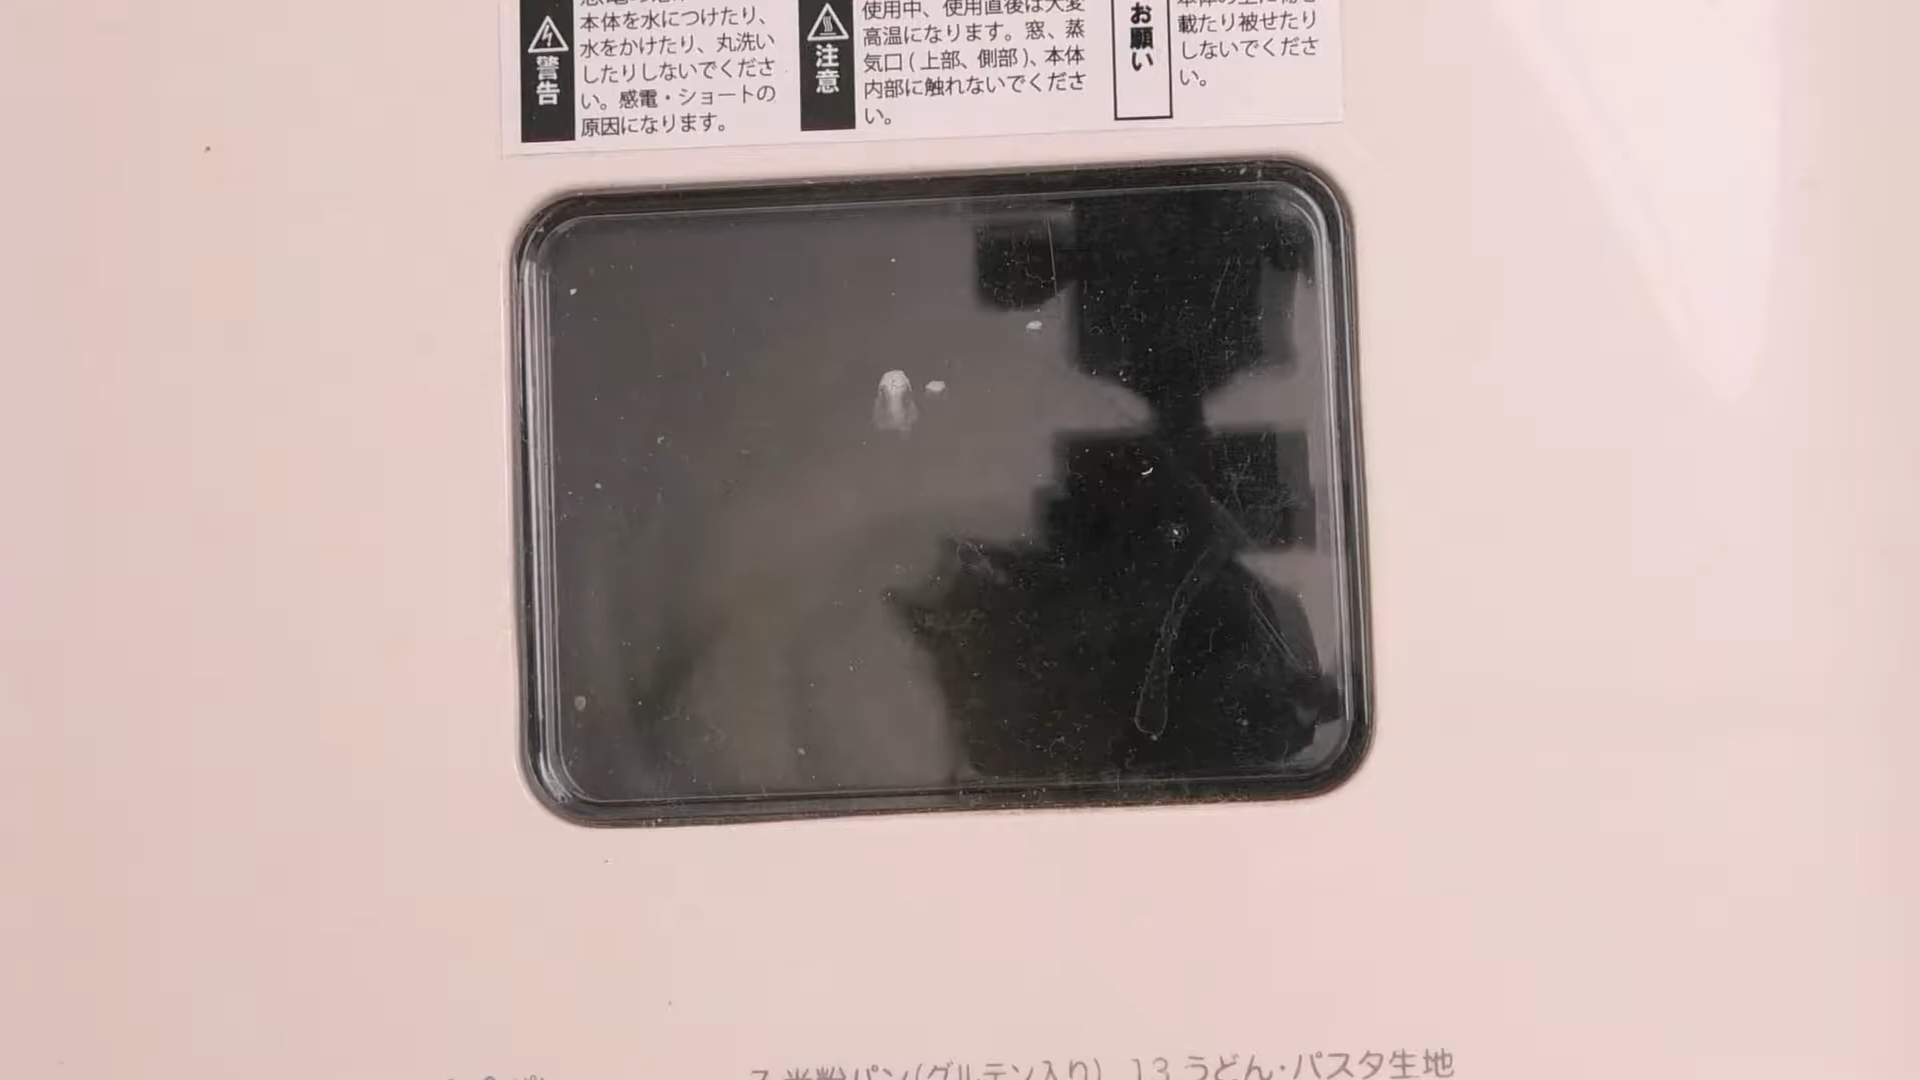 警告
本体を水につけたり、
水をかけたり、丸洗い
したりしないでくださ
い。感電・ショートの
原因になります。
注意
使用中、使用直後は大変
高温になります。窓、蒸
気口(上部、側部)、本体
内部に触れないでくださ
い。
お願い
載たり被せたり
しないでくださ
い。
7 米粉パン(グルテン入り) 13 うどん・パスタ生地